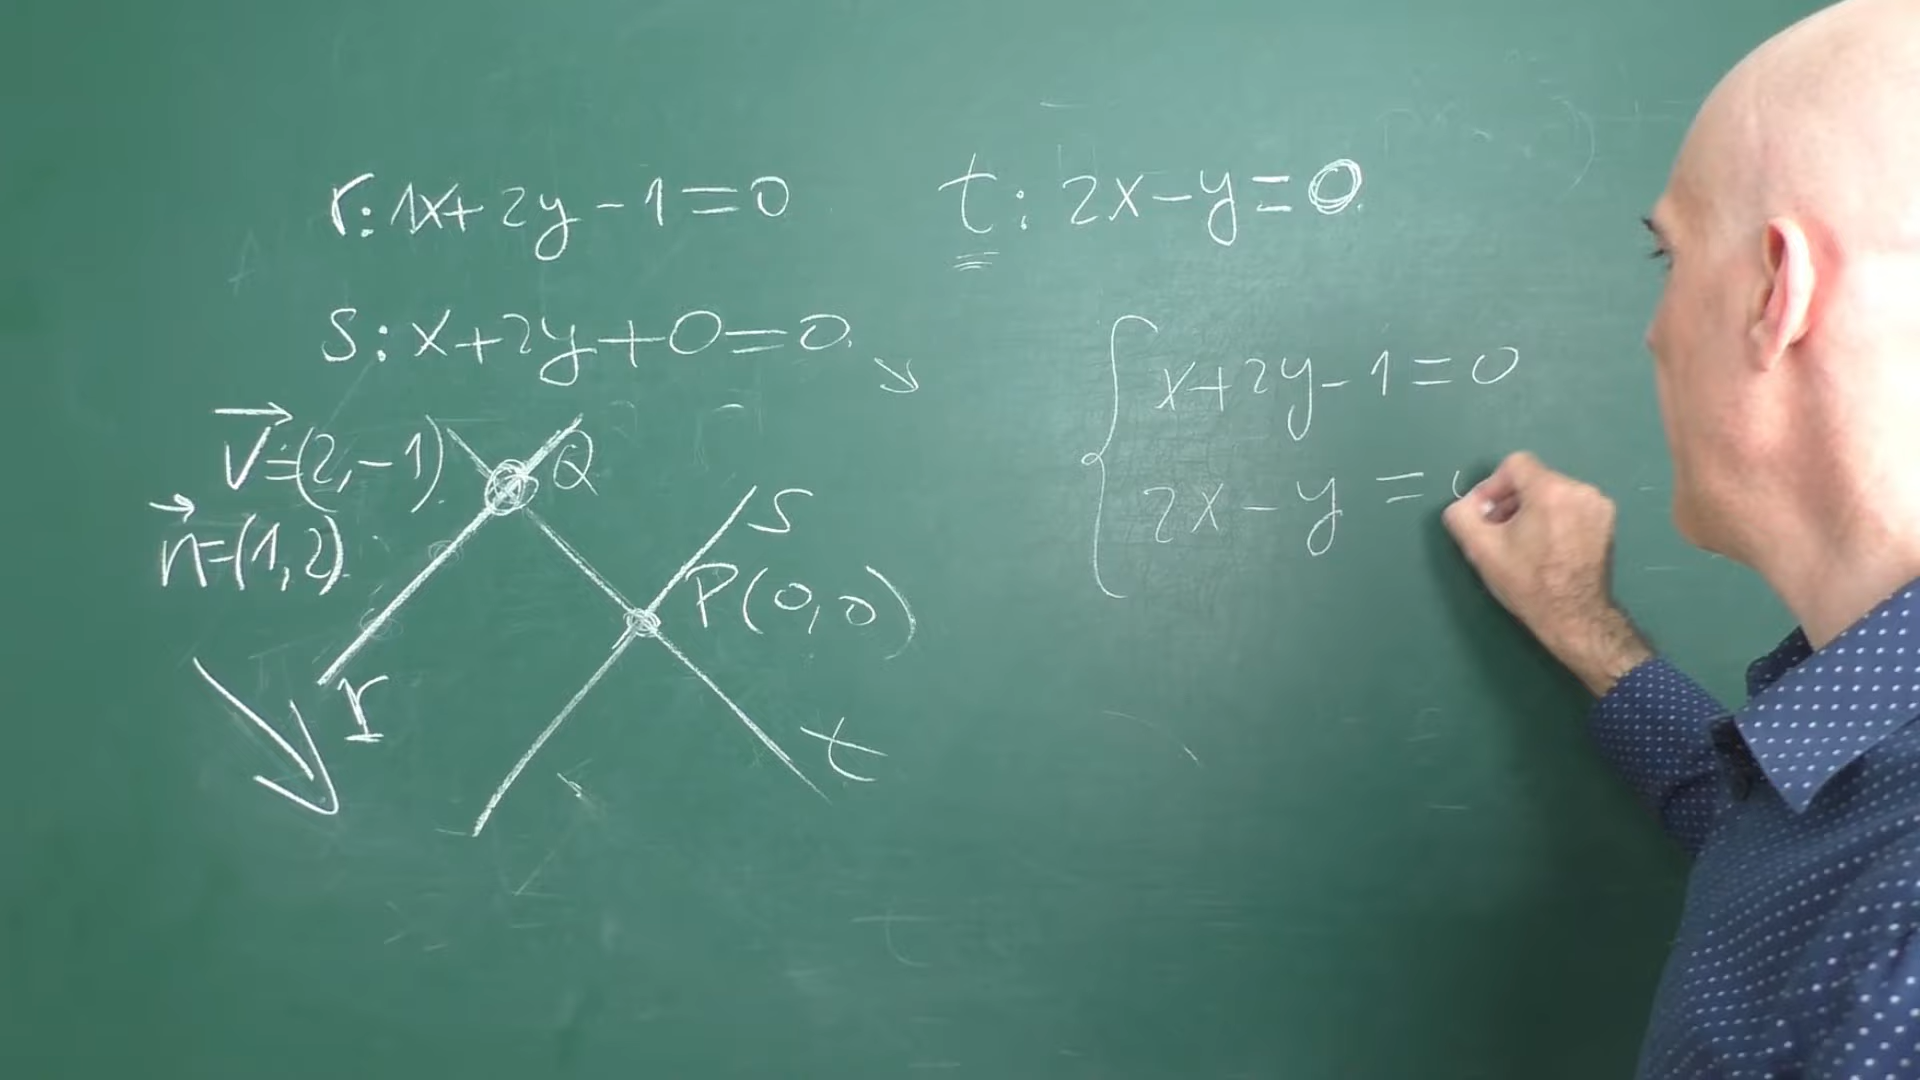 r: 1x+2y-1=0
s: x+2y+0=0.
v=(2,-1).
n=(1,2).
Q
s
P(0,0)
r
t
t: 2x-y=0.
x+2y-1=0
2x-y=